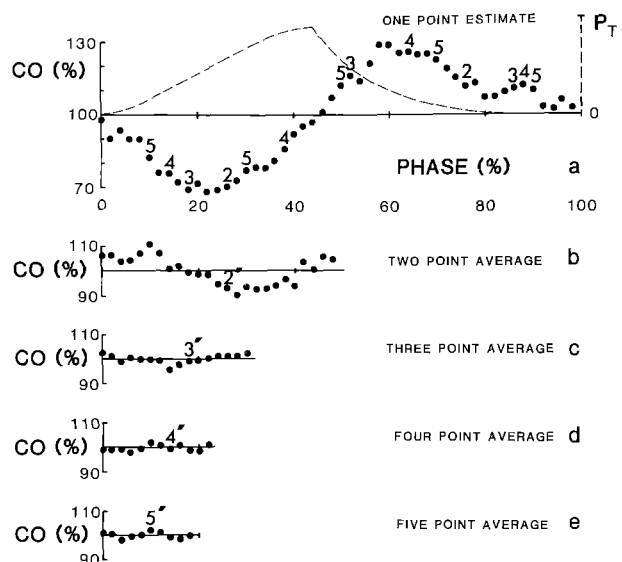 ONE POINT ESTIMATE
P_T
130
CO (%)
100
70
5 4 3 2 5 4 5 3 4 5 2 3 4 5
0
0 20 40 60 80 100
PHASE (%)
a
110
CO (%)
90
2″
TWO POINT AVERAGE
b
110
CO (%)
90
3″
THREE POINT AVERAGE
c
110
CO (%)
90
4″
FOUR POINT AVERAGE
d
110
CO (%)
90
5″
FIVE POINT AVERAGE
e